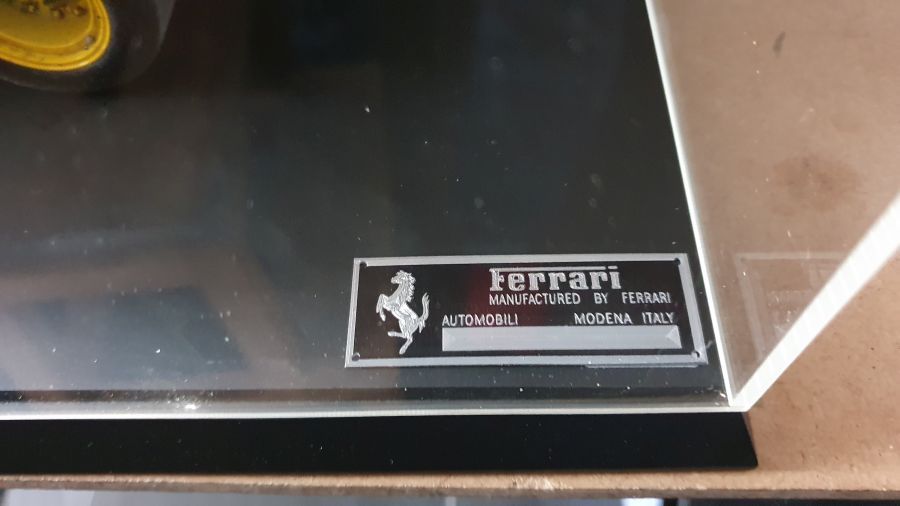 Ferrari
MANUFACTURED BY FERRARI
AUTOMOBILI MODENA ITALY